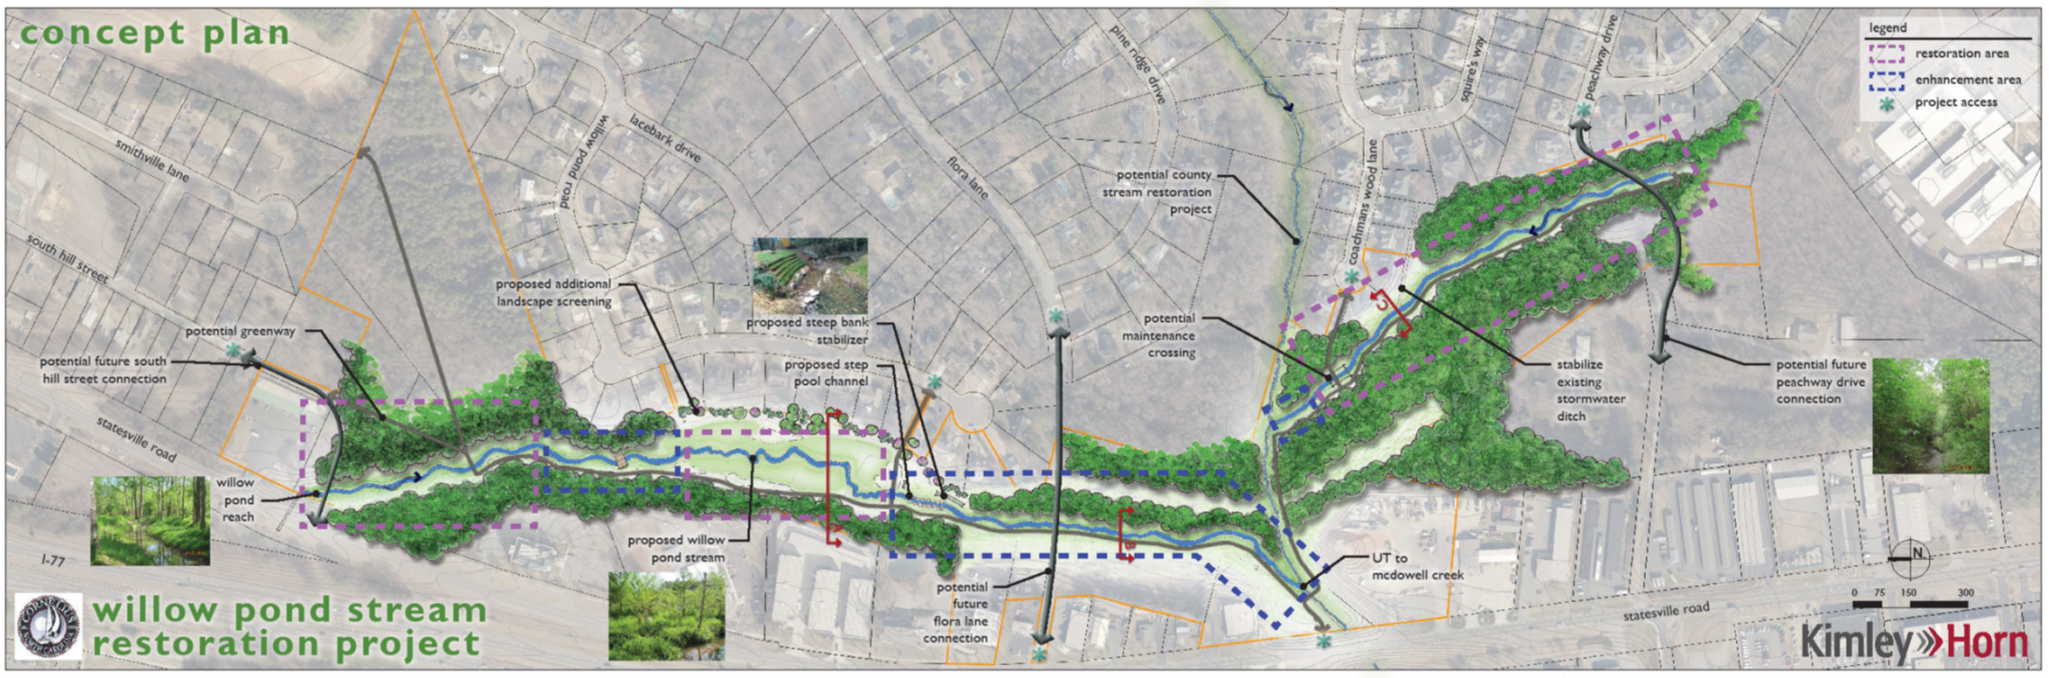 concept plan
legend
restoration area
enhancement area
project access
smithville lane
south hill street
willow pond road
lacebark drive
flora lane
pine ridge drive
coachmans wood lane
squire's way
peachway drive
potential county
stream restoration
project
proposed additional
landscape screening
proposed steep bank
stabilizer
proposed step
pool channel
potential
maintenance
crossing
potential greenway
potential future south
hill street connection
stabilize
existing
stormwater
ditch
potential future
peachway drive
connection
C
statesville road
willow
pond
reach
proposed willow
pond stream
potential
future
flora lane
connection
B
UT to
mcdowell creek
I-77
N
0 75 150 300
statesville road
willow pond stream
restoration project
Kimley»Horn